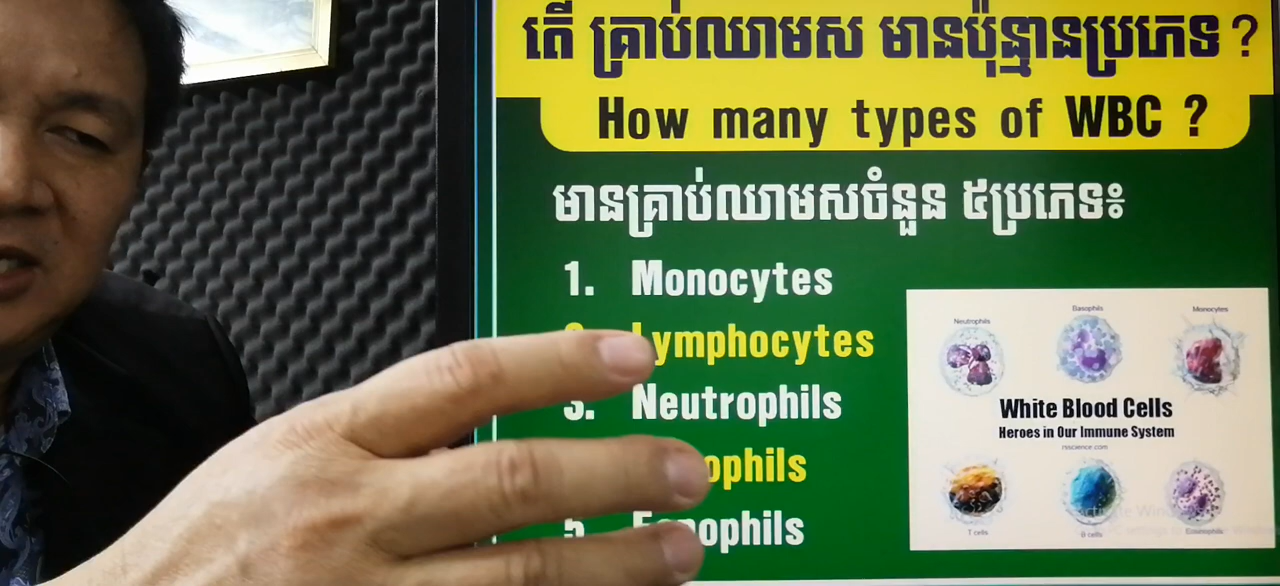 តើ គ្រាប់ឈាមស មានប៉ុន្មានប្រភេទ ?
How many types of WBC ?
មានគ្រាប់ឈាមសចំនួន ៥ប្រភេទ៖
1. Monocytes
ymphocytes
Neutrophils
ophils
ophils
Neutrophils
Basophils
Monocytes
White Blood Cells
Heroes in Our Immune System
rsscience.com
T cells
B cells
Eosinophils